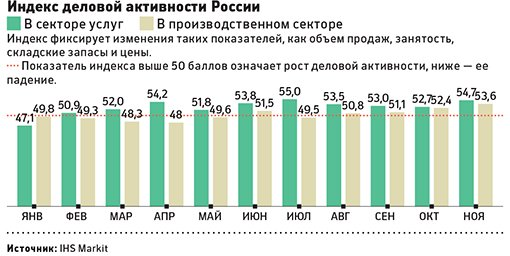 Индекс деловой активности России
В секторе услуг В производственном секторе
Индекс фиксирует изменения таких показателей, как объем продаж, занятость,
складские запасы и цены.
Показатель индекса выше 50 баллов означает рост деловой активности, ниже — ее
падение.
47,1 49,8 50,9 49,3 52,0 48,3 54,2 48 51,8 49,6 53,8 51,5 55,0 49,5 53,5 50,8 53,0 51,1 52,7 52,4 54,7 53,6
ЯНВ ФЕВ МАР АПР МАЙ ИЮН ИЮЛ АВГ СЕН ОКТ НОЯ
Источник: IHS Markit